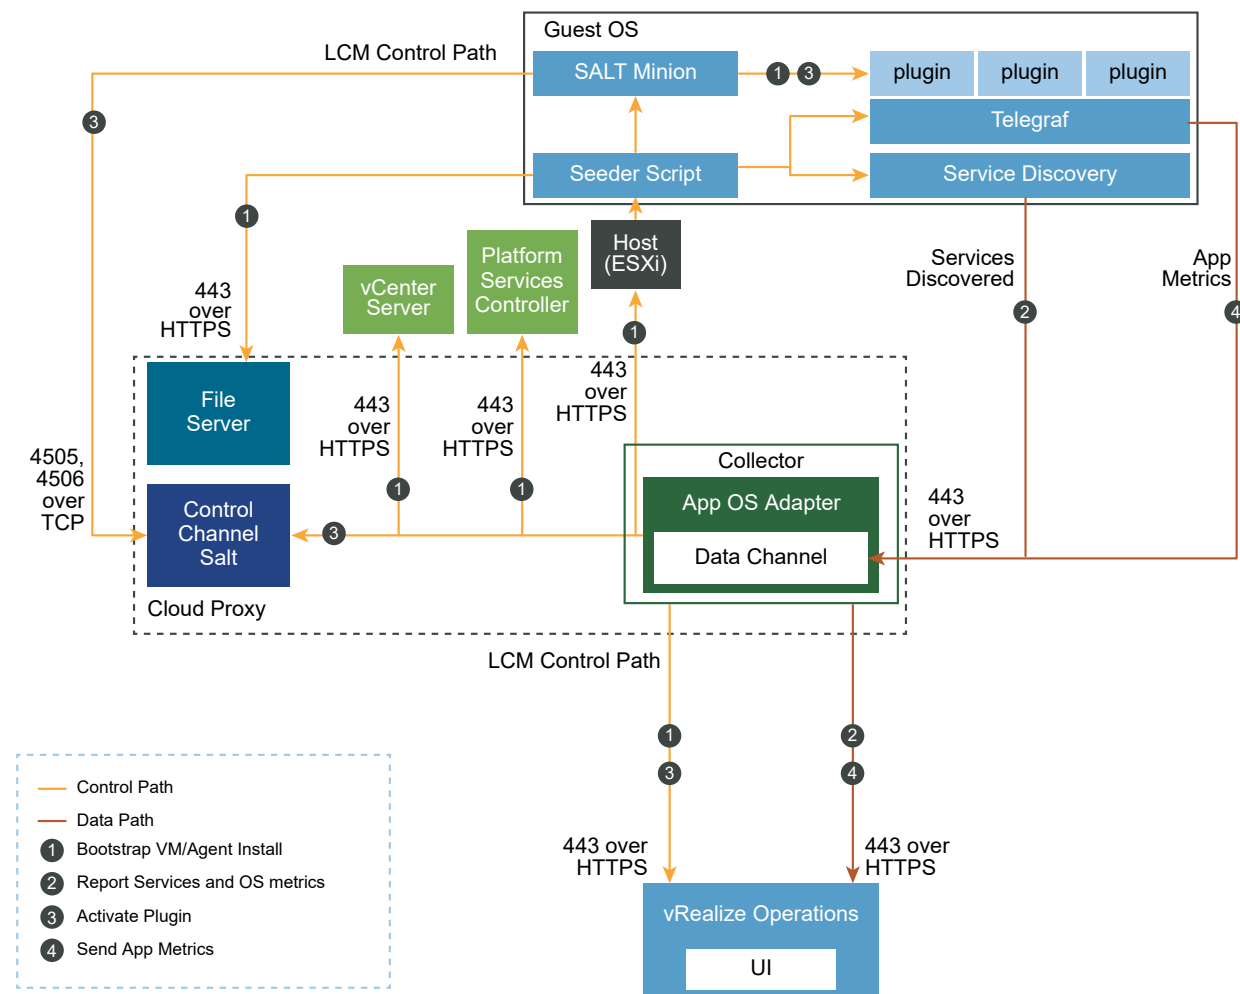 Guest OS
LCM Control Path
SALT Minion
1
3
plugin
plugin
plugin
3
Telegraf
Seeder Script
Service Discovery
1
Host
(ESXi)
Platform
Services
Controller
Services
Discovered
App
Metrics
vCenter
Server
443
over
HTTPS
1
2
4
File
Server
443
over
HTTPS
443
over
HTTPS
443
over
HTTPS
4505,
4506
over
TCP
Collector
1
1
App OS Adapter
443
over
HTTPS
Control
Channel
Salt
3
Data Channel
Cloud Proxy
LCM Control Path
1
2
3
4
Control Path
Data Path
1 Bootstrap VM/Agent Install
2 Report Services and OS metrics
3 Activate Plugin
4 Send App Metrics
443 over
HTTPS
443 over
HTTPS
vRealize Operations
UI